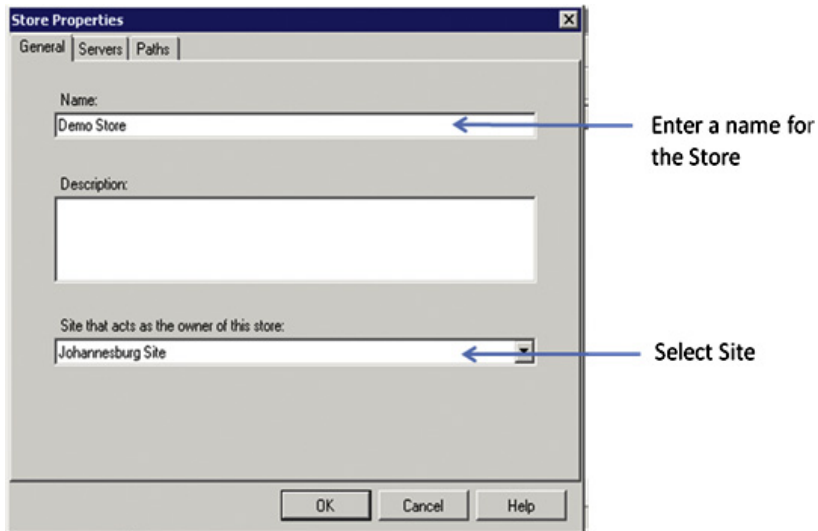 Store Properties
General Servers Paths
Name:
Demo Store
Enter a name for
the Store
Description:
Site that acts as the owner of this store:
Johannesburg Site
Select Site
OK Cancel Help